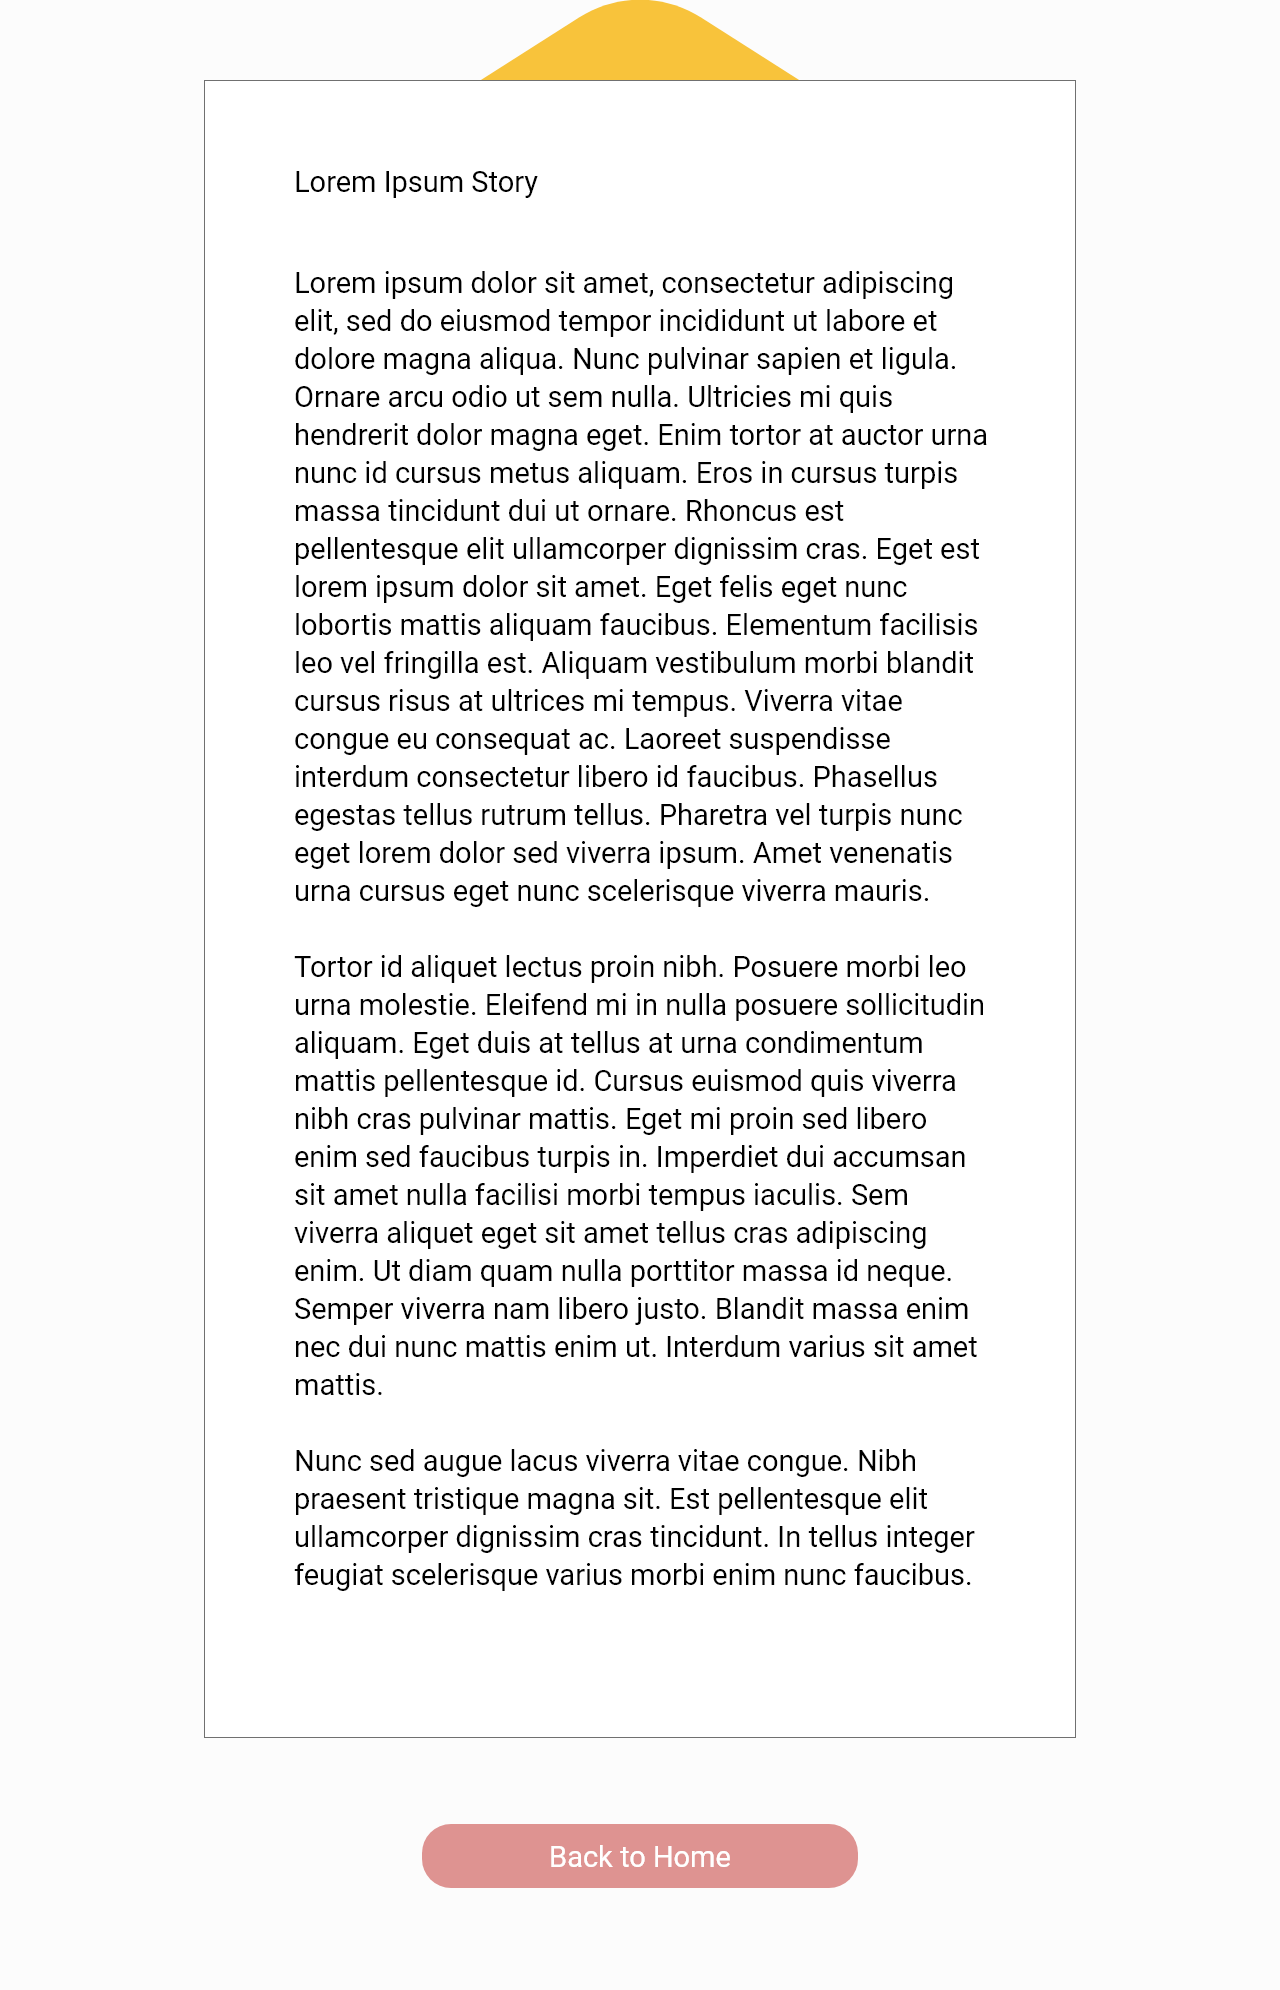 Lorem Ipsum Story
Lorem ipsum dolor sit amet, consectetur adipiscing
elit, sed do eiusmod tempor incididunt ut labore et
dolore magna aliqua. Nunc pulvinar sapien et ligula.
Ornare arcu odio ut sem nulla. Ultricies mi quis
hendrerit dolor magna eget. Enim tortor at auctor urna
nunc id cursus metus aliquam. Eros in cursus turpis
massa tincidunt dui ut ornare. Rhoncus est
pellentesque elit ullamcorper dignissim cras. Eget est
lorem ipsum dolor sit amet. Eget felis eget nunc
lobortis mattis aliquam faucibus. Elementum facilisis
leo vel fringilla est. Aliquam vestibulum morbi blandit
cursus risus at ultrices mi tempus. Viverra vitae
congue eu consequat ac. Laoreet suspendisse
interdum consectetur libero id faucibus. Phasellus
egestas tellus rutrum tellus. Pharetra vel turpis nunc
eget lorem dolor sed viverra ipsum. Amet venenatis
urna cursus eget nunc scelerisque viverra mauris.
Tortor id aliquet lectus proin nibh. Posuere morbi leo
urna molestie. Eleifend mi in nulla posuere sollicitudin
aliquam. Eget duis at tellus at urna condimentum
mattis pellentesque id. Cursus euismod quis viverra
nibh cras pulvinar mattis. Eget mi proin sed libero
enim sed faucibus turpis in. Imperdiet dui accumsan
sit amet nulla facilisi morbi tempus iaculis. Sem
viverra aliquet eget sit amet tellus cras adipiscing
enim. Ut diam quam nulla porttitor massa id neque.
Semper viverra nam libero justo. Blandit massa enim
nec dui nunc mattis enim ut. Interdum varius sit amet
mattis.
Nunc sed augue lacus viverra vitae congue. Nibh
praesent tristique magna sit. Est pellentesque elit
ullamcorper dignissim cras tincidunt. In tellus integer
feugiat scelerisque varius morbi enim nunc faucibus.
Back to Home